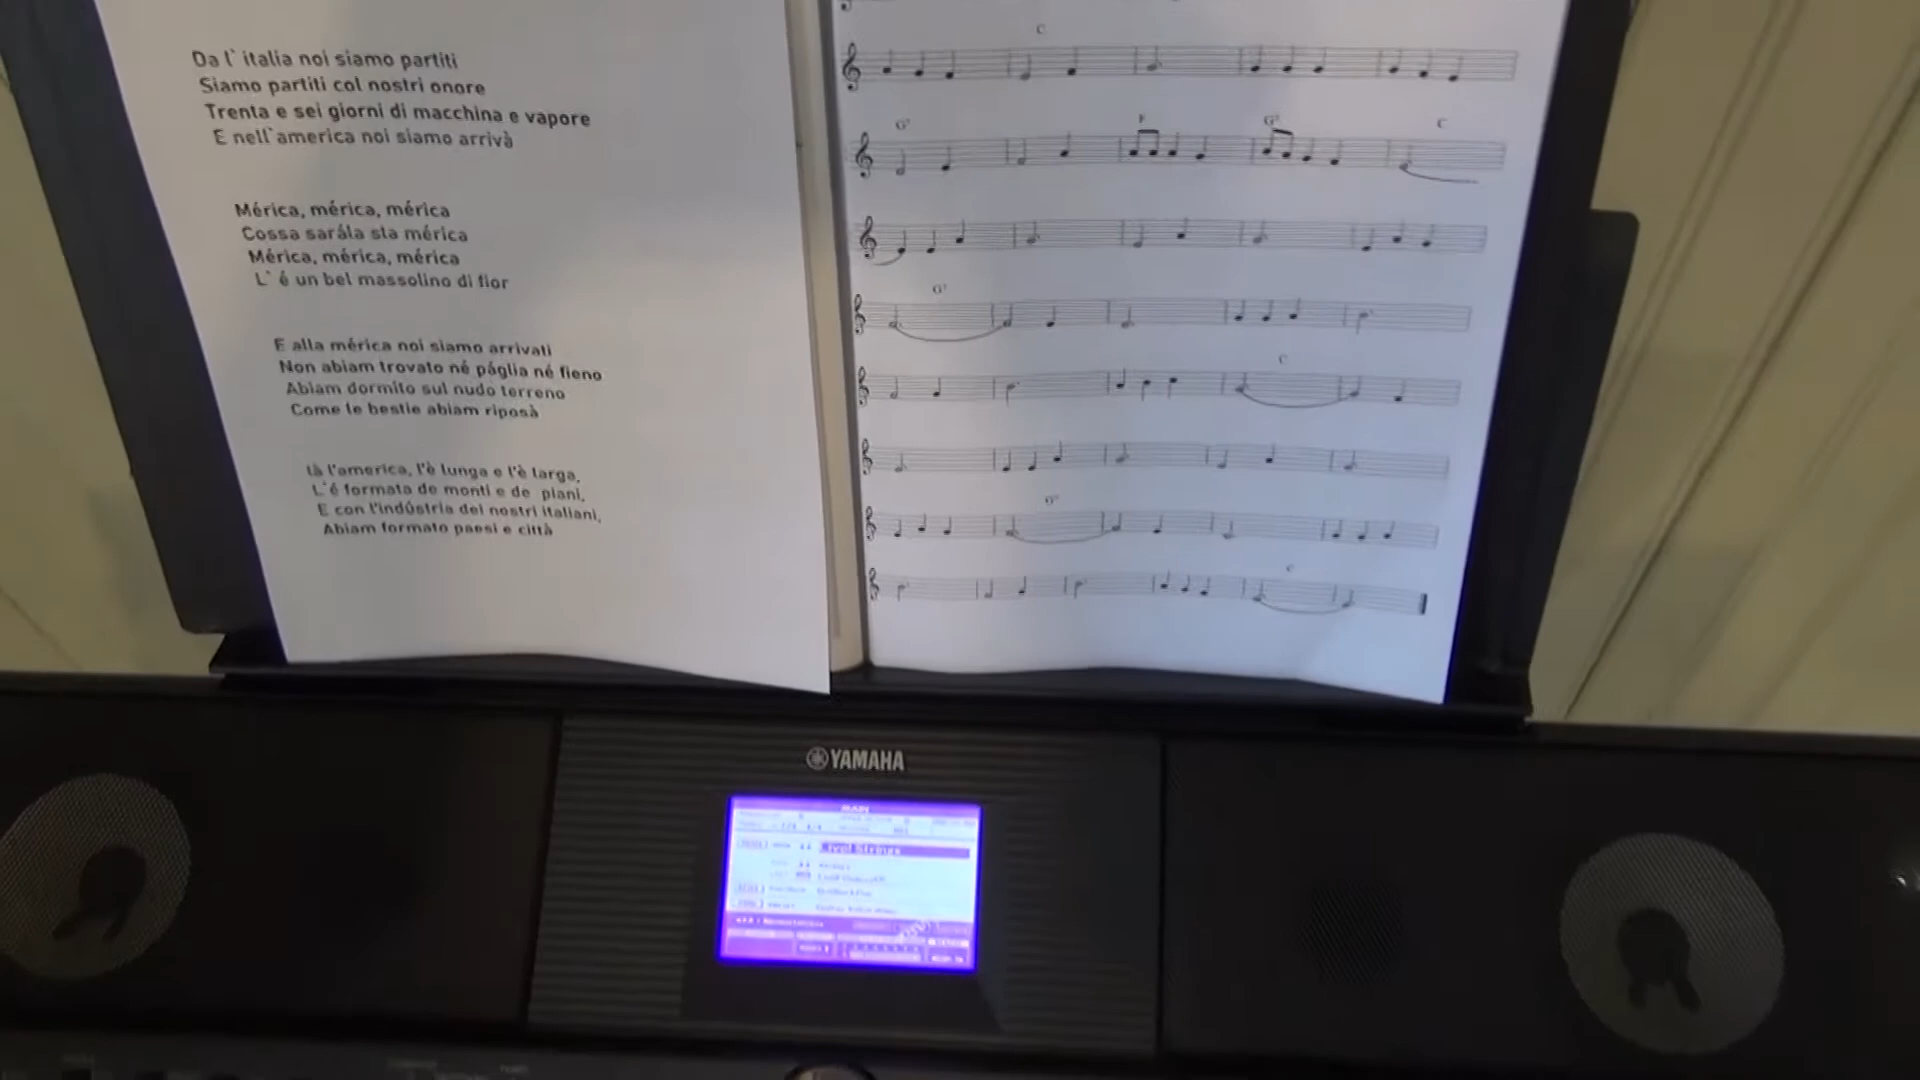 Da l` italia noi siamo partiti
Siamo partiti col nostri onore
Trenta e sei giorni di macchina e vapore
E nell`america noi siamo arrivà
Mérica, mérica, mérica
Cossa sarála sta mérica
Mérica, mérica, mérica
L` é un bel massolino di fior
E alla mérica noi siamo arrivati
Non abiam trovato né páglia né fieno
Abiam dormito sul nudo terreno
Come le bestie abiam riposà
là l'america, l'è lunga e l'è larga,
L'é formata de monti e de piani,
E con l'indústria dei nostri italiani,
Abiam formato paesi e città
C
G7 F G7 C
G7
C
G7
C
YAMAHA
MAIN
Live! Strings